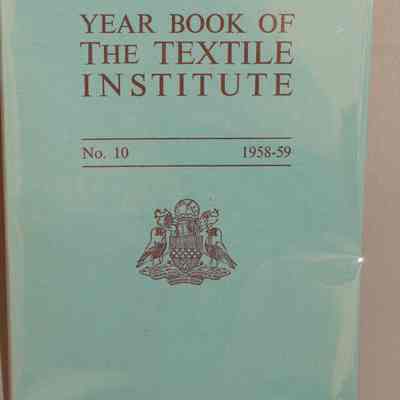 YEAR BOOK OF
THE TEXTILE
INSTITUTE
No. 10 1958-59